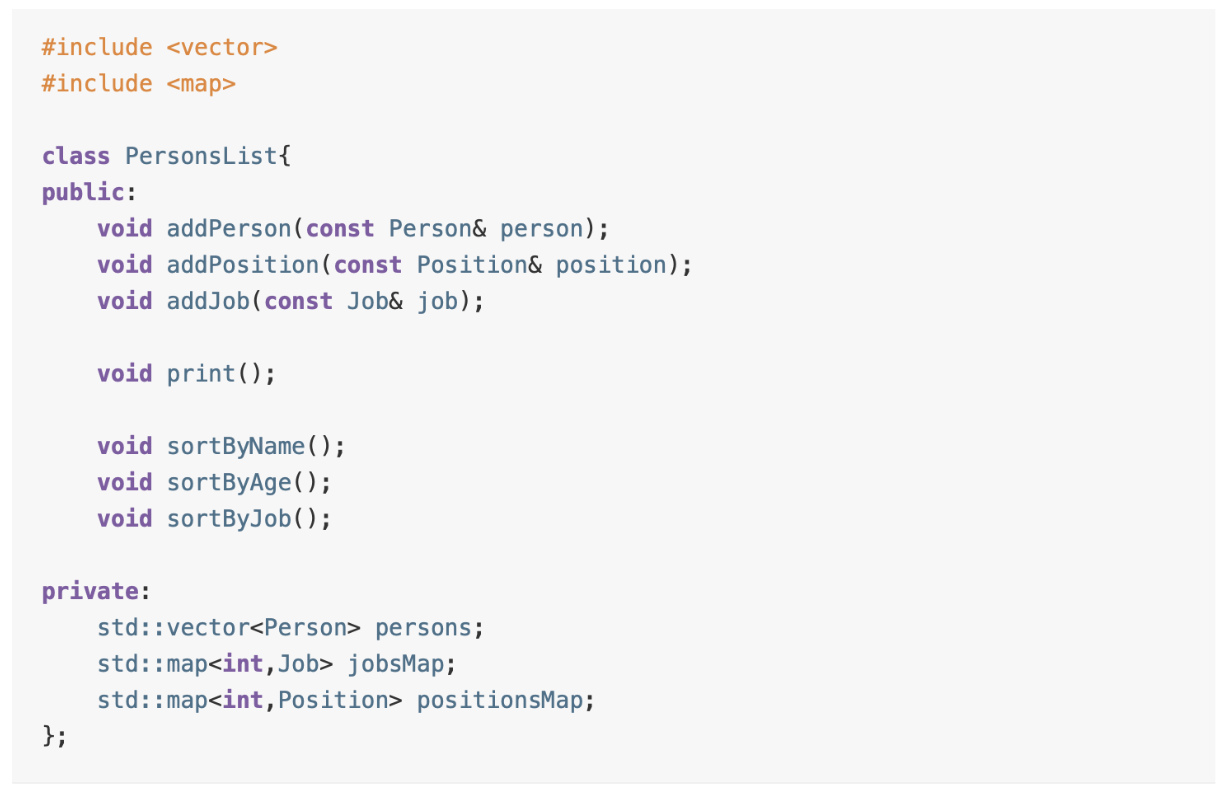 #include <vector>
#include <map>
class PersonsList{
public:
    void addPerson(const Person& person);
    void addPosition(const Position& position);
    void addJob(const Job& job);
    void print();
    void sortByName();
    void sortByAge();
    void sortByJob();
private:
    std::vector<Person> persons;
    std::map<int,Job> jobsMap;
    std::map<int,Position> positionsMap;
};